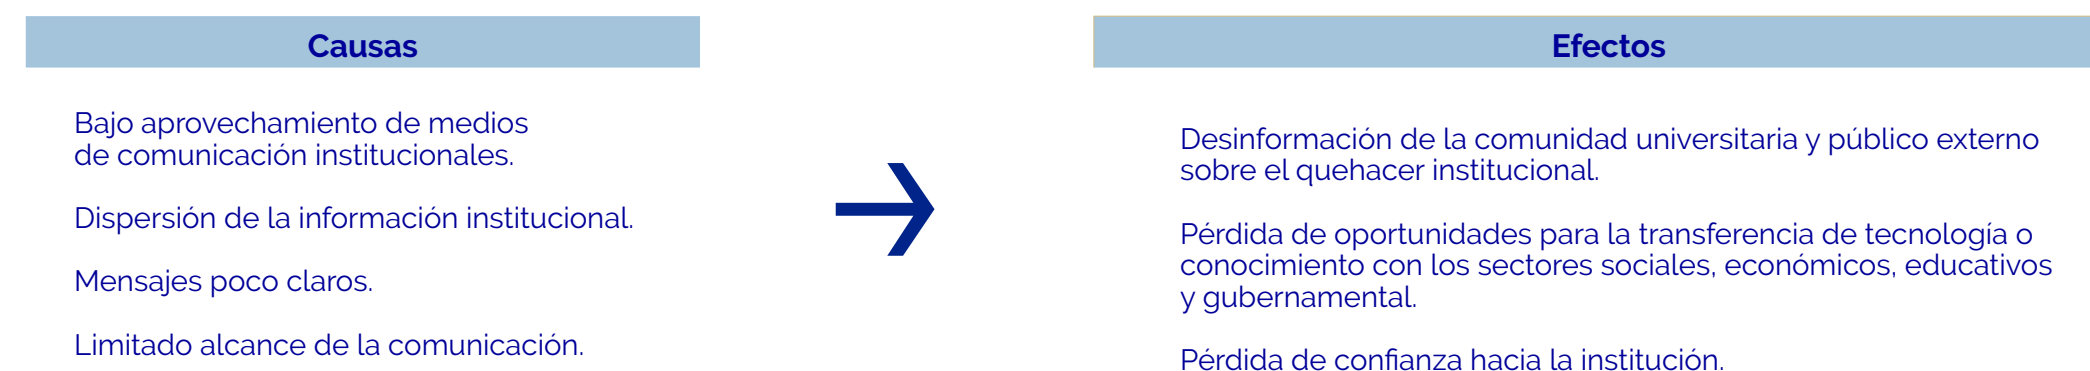 Causas
Bajo aprovechamiento de medios
de comunicación institucionales.
Dispersión de la información institucional.
Mensajes poco claros.
Limitado alcance de la comunicación.
Efectos
Desinformación de la comunidad universitaria y público externo
sobre el quehacer institucional.
Pérdida de oportunidades para la transferencia de tecnología o
conocimiento con los sectores sociales, económicos, educativos
y gubernamental.
Pérdida de confianza hacia la institución.